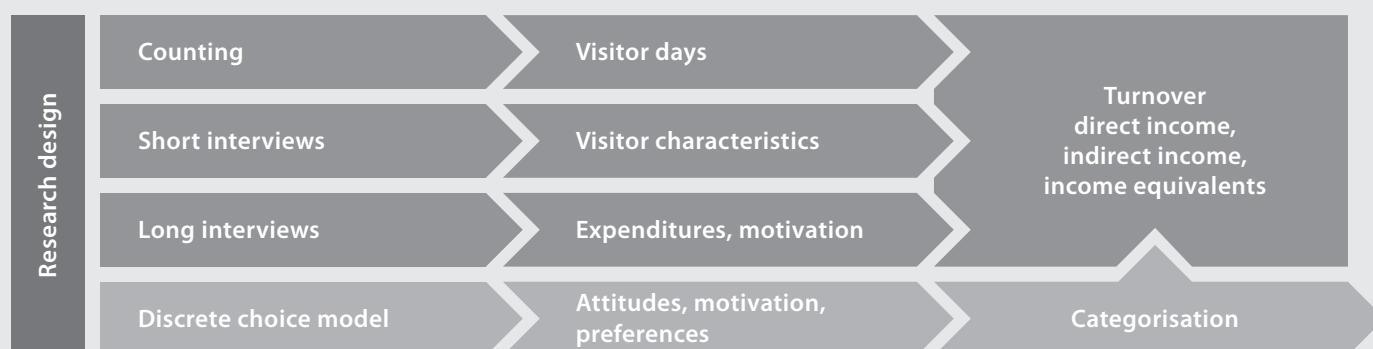 Research design
Counting
Visitor days
Short interviews
Visitor characteristics
Long interviews
Expenditures, motivation
Turnover
direct income,
indirect income,
income equivalents
Discrete choice model
Attitudes, motivation,
preferences
Categorisation